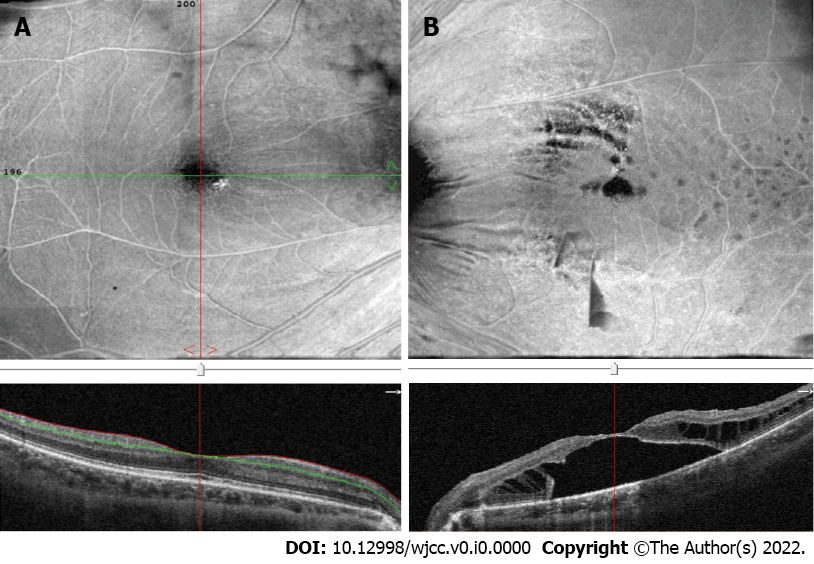 A
B
200
196
DOI: 10.12998/wjcc.v0.i0.0000 Copyright ©The Author(s) 2022.